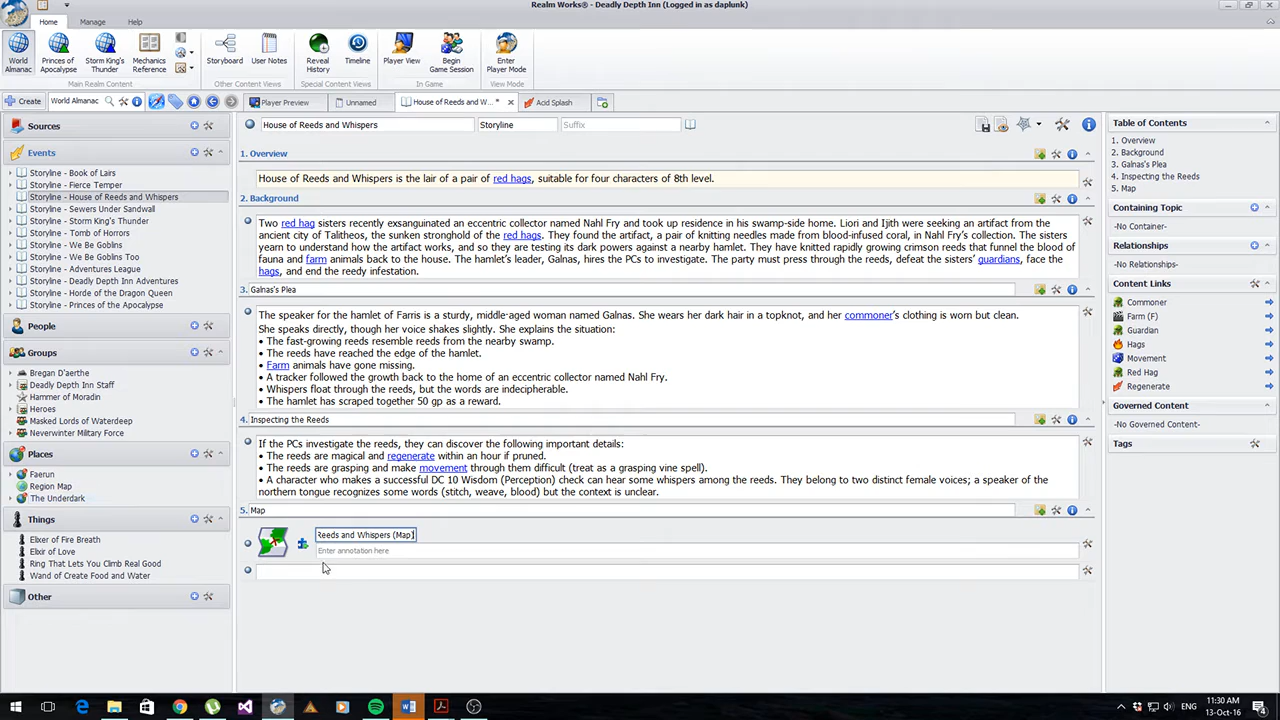 Realm Works® - Deadly Depth Inn (Logged in as daplunk)
Home Manage Help
World Almanac
Princes of Apocalypse
Storm King's Thunder
Mechanics Reference
Storyboard
User Notes
Reveal History
Timeline
Player View
Begin Game Session
Enter Player Mode
Main Realm Content
Other Content Views
Special Content Views
In Game
View Mode
Create World Almanac Player Preview Unnamed House of Reeds and W... * Acid Splash
Sources
Events
Storyline - Book of Lairs
Storyline - Fierce Temper
Storyline - House of Reeds and Whispers
Storyline - Sewers Under Sandwall
Storyline - Storm King's Thunder
Storyline - Tomb of Horrors
Storyline - We Be Goblins
Storyline - We Be Goblins Too
Storyline - Adventures League
Storyline - Deadly Depth Inn Adventures
Storyline - Horde of the Dragon Queen
Storyline - Princes of the Apocalypse
People
Groups
Bregan D'aerthe
Deadly Depth Inn Staff
Hammer of Moradin
Heroes
Masked Lords of Waterdeep
Neverwinter Military Force
Places
Faerun
Region Map
The Underdark
Things
Elixer of Fire Breath
Elixir of Love
Ring That Lets You Climb Real Good
Wand of Create Food and Water
Other
House of Reeds and Whispers Storyline Suffix
1. Overview
House of Reeds and Whispers is the lair of a pair of red hags, suitable for four characters of 8th level.
2. Background
Two red hag sisters recently exsanguinated an eccentric collector named Nahl Fry and took up residence in his swamp-side home. Liori and Ijith were seeking an artifact from the
ancient city of Talitheos, the sunken stronghold of the red hags. They found the artifact, a pair of knitting needles made from blood-infused coral, in Nahl Fry's collection. The sisters
yearn to understand how the artifact works, and so they are testing its dark powers against a nearby hamlet. They have knitted rapidly growing crimson reeds that funnel the blood of
fauna and farm animals back to the house. The hamlet's leader, Galnas, hires the PCs to investigate. The party must press through the reeds, defeat the sisters' guardians, face the
hags, and end the reedy infestation.
3. Galnas's Plea
The speaker for the hamlet of Farris is a sturdy, middle-aged woman named Galnas. She wears her dark hair in a topknot, and her commoner's clothing is worn but clean.
She speaks directly, though her voice shakes slightly. She explains the situation:
• The fast-growing reeds resemble reeds from the nearby swamp.
• The reeds have reached the edge of the hamlet.
• Farm animals have gone missing.
• A tracker followed the growth back to the home of an eccentric collector named Nahl Fry.
• Whispers float through the reeds, but the words are indecipherable.
• The hamlet has scraped together 50 gp as a reward.
4. Inspecting the Reeds
If the PCs investigate the reeds, they can discover the following important details:
• The reeds are magical and regenerate within an hour if pruned.
• The reeds are grasping and make movement through them difficult (treat as a grasping vine spell).
• A character who makes a successful DC 10 Wisdom (Perception) check can hear some whispers among the reeds. They belong to two distinct female voices; a speaker of the
northern tongue recognizes some words (stitch, weave, blood) but the context is unclear.
5. Map
Reeds and Whispers (Map)
Enter annotation here
Table of Contents
1. Overview
2. Background
3. Galnas's Plea
4. Inspecting the Reeds
5. Map
Containing Topic
-No Container-
Relationships
-No Relationships-
Content Links
Commoner
Farm (F)
Guardian
Hags
Movement
Red Hag
Regenerate
Governed Content
-No Governed Content-
Tags
11:30 AM
13-Oct-16